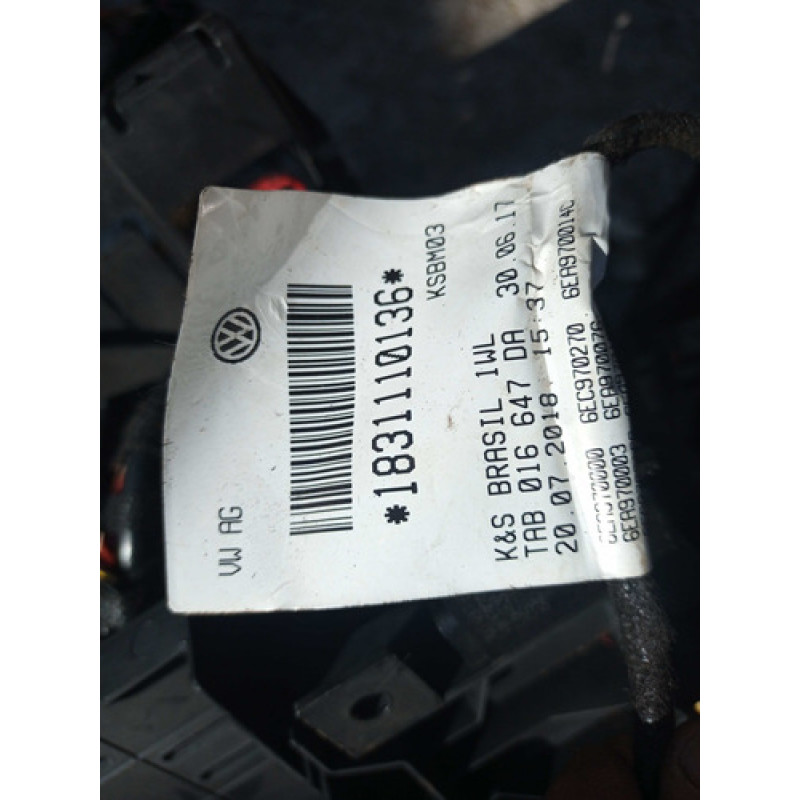 VW AG
*1831110136*
KSBM03
K&S BRASIL 1WL
TAB 016 647 DA 30.06.17
20.07.2018 15:37
6EC970270 6EA970014C
6EA970003